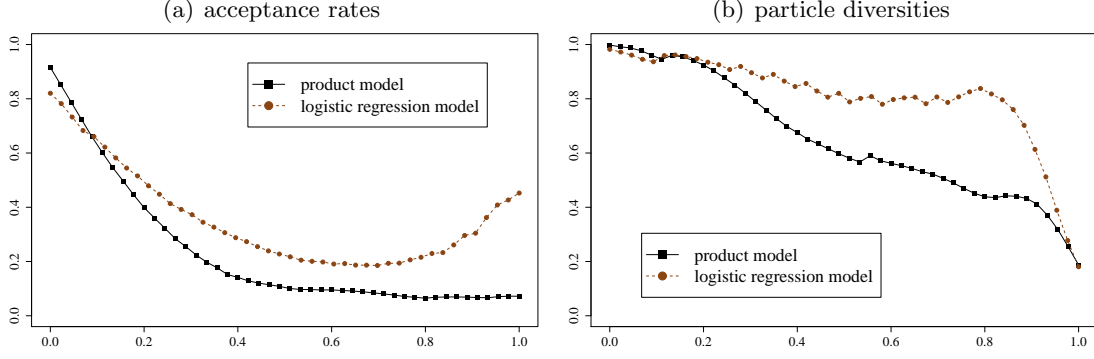 (a) acceptance rates
1.0
0.8
0.6
0.4
0.2
0.0
product model
logistic regression model
0.0 0.2 0.4 0.6 0.8 1.0
(b) particle diversities
1.0
0.8
0.6
0.4
0.2
0.0
product model
logistic regression model
0.0 0.2 0.4 0.6 0.8 1.0